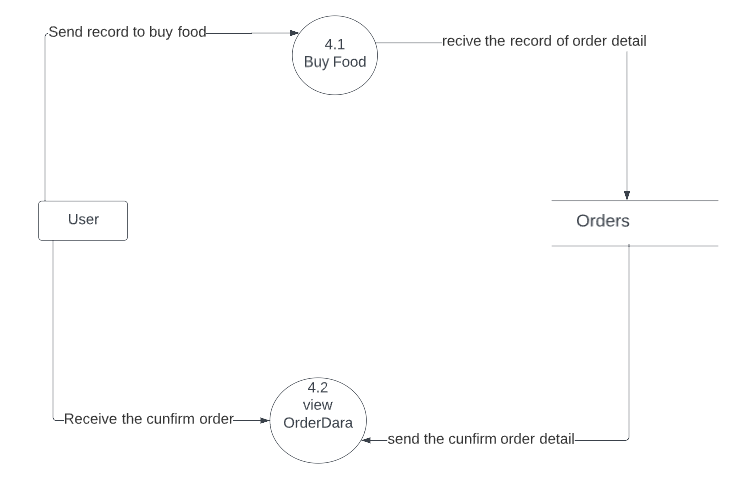 Send record to buy food
4.1
Buy Food
recive the record of order detail
User
Orders
4.2
view
OrderDara
Receive the cunfirm order
send the cunfirm order detail